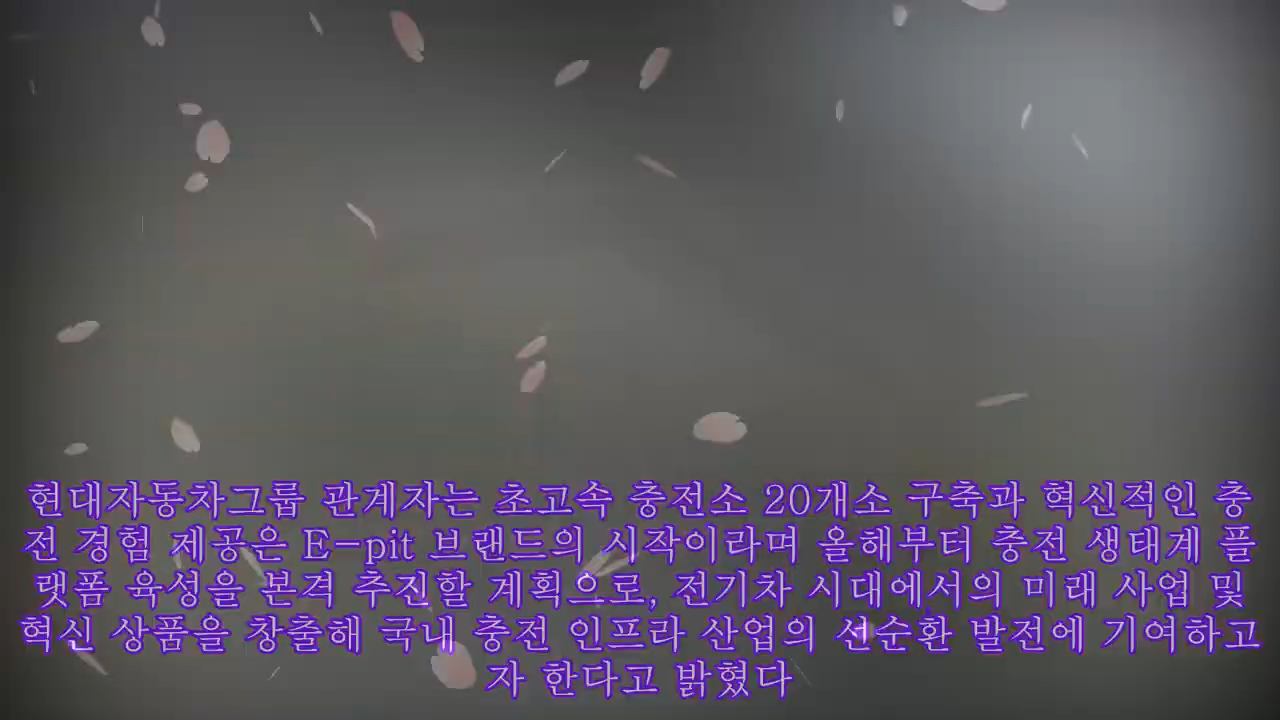 현대자동차그룹 관계자는 초고속 충전소 20개소 구축과 혁신적인 충
전 경험 제공은 E-pit 브랜드의 시작이라며 올해부터 충전 생태계 플
랫폼 육성을 본격 추진할 계획으로, 전기차 시대에서의 미래 사업 및
혁신 상품을 창출해 국내 충전 인프라 산업의 선순환 발전에 기여하고
자 한다고 밝혔다